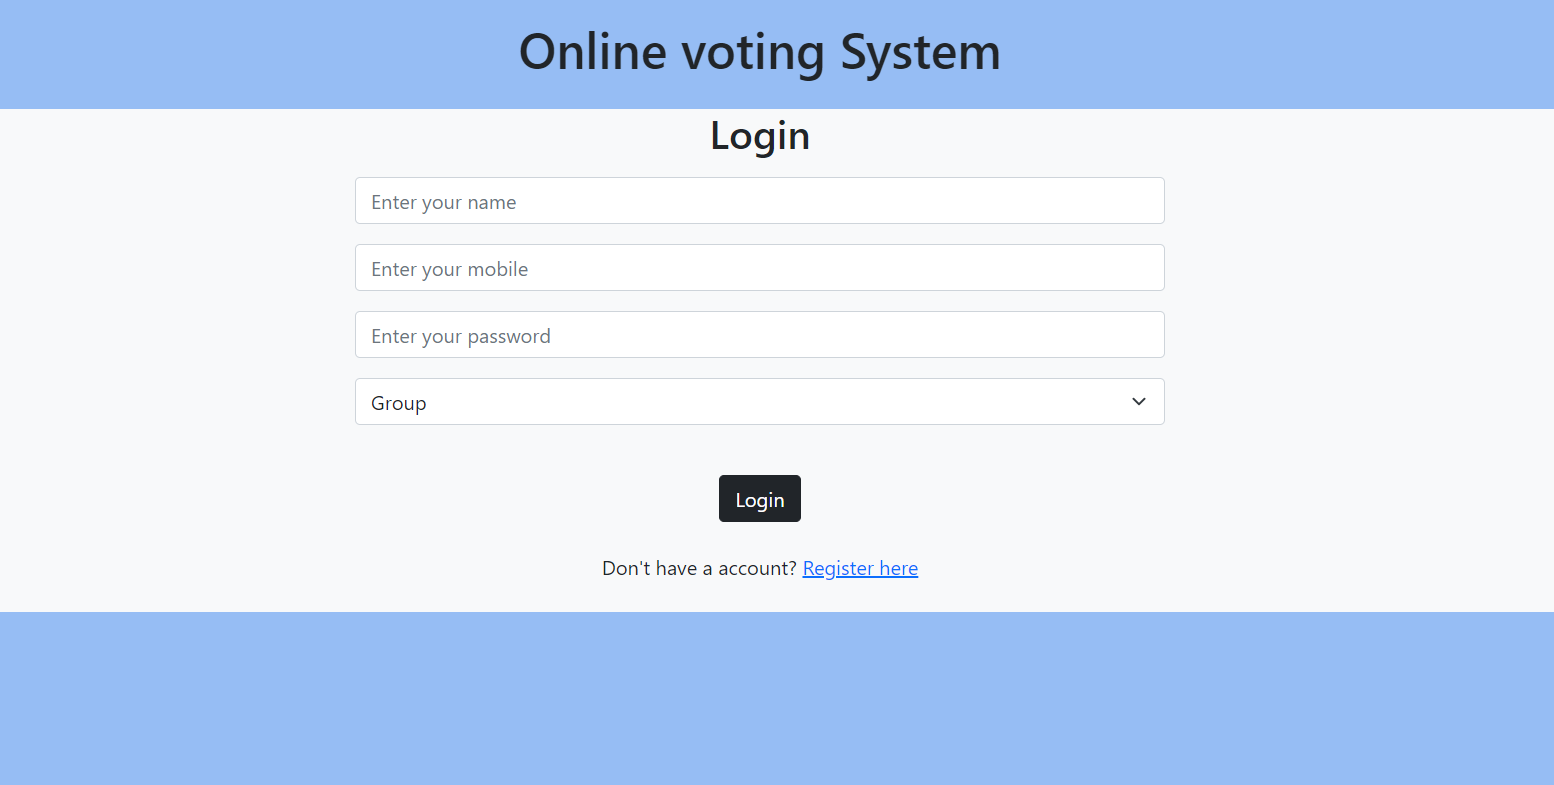 Online voting System
Login
Enter your name
Enter your mobile
Enter your password
Group
Login
Don't have a account? Register here